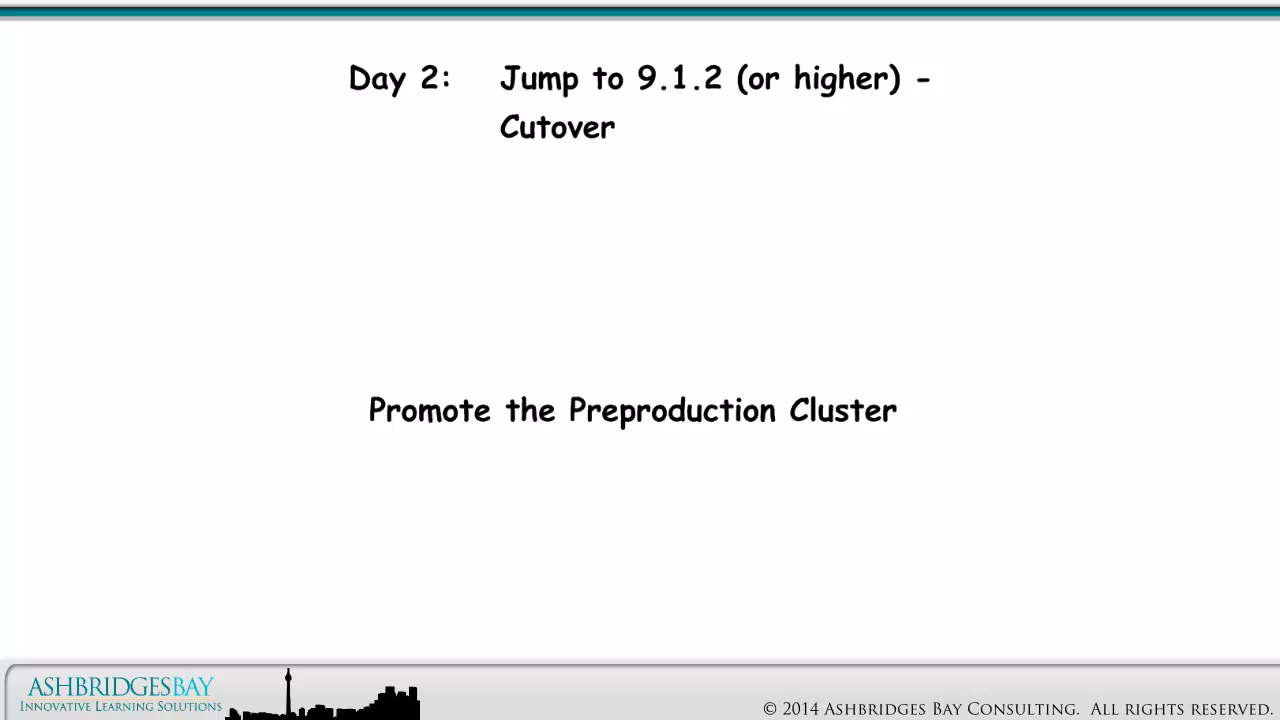 Day 2: Jump to 9.1.2 (or higher) -
Cutover
Promote the Preproduction Cluster
ASHBRIDGESBAY
INNOVATIVE LEARNING SOLUTIONS
© 2014 ASHBRIDGES BAY CONSULTING. ALL RIGHTS RESERVED.